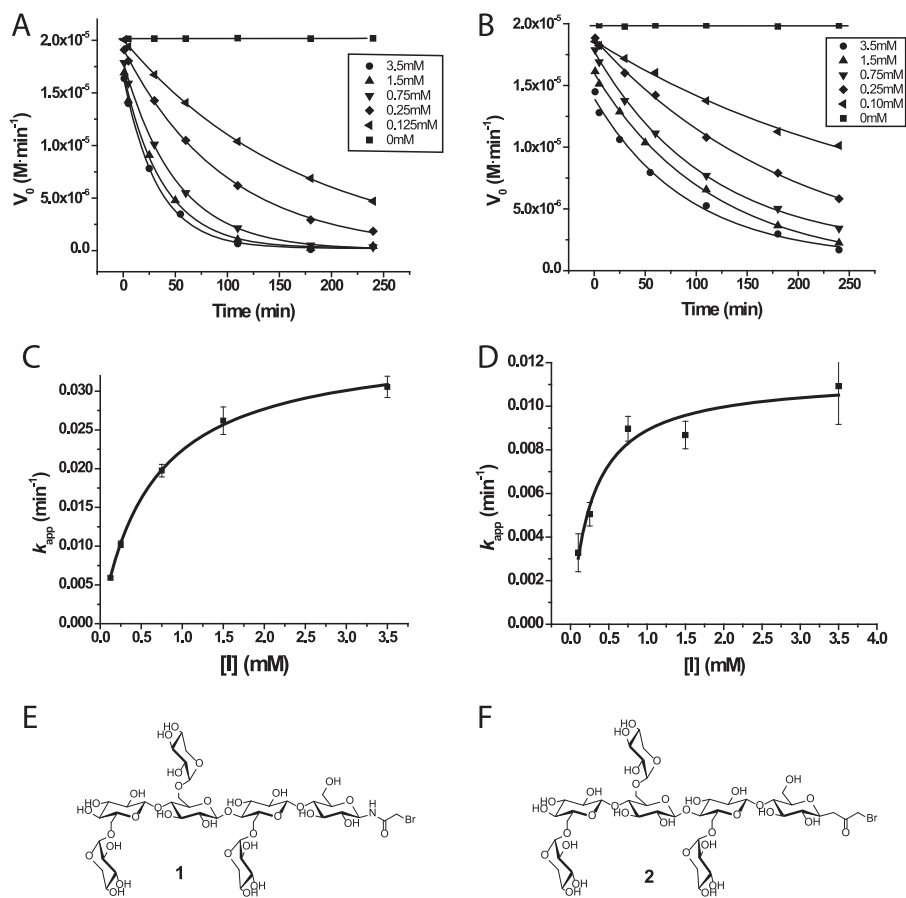 A
2.0x10-5
1.5x10-5
1.0x10-5
5.0x10-6
0.0
V0 (M·min-1)
0 50 100 150 200 250
Time (min)
3.5mM
1.5mM
0.75mM
0.25mM
0.125mM
0mM
B
2.0x10-5
1.5x10-5
1.0x10-5
5.0x10-6
0.0
V0 (M·min-1)
0 50 100 150 200 250
Time (min)
3.5mM
1.5mM
0.75mM
0.25mM
0.10mM
0mM
C
0.030
0.025
0.020
0.015
0.010
0.005
0.000
kapp (min-1)
0.0 0.5 1.0 1.5 2.0 2.5 3.0 3.5
[I] (mM)
D
0.012
0.010
0.008
0.006
0.004
0.002
0.000
kapp (min-1)
0.0 0.5 1.0 1.5 2.0 2.5 3.0 3.5 4.0
[I] (mM)
E
1
F
2